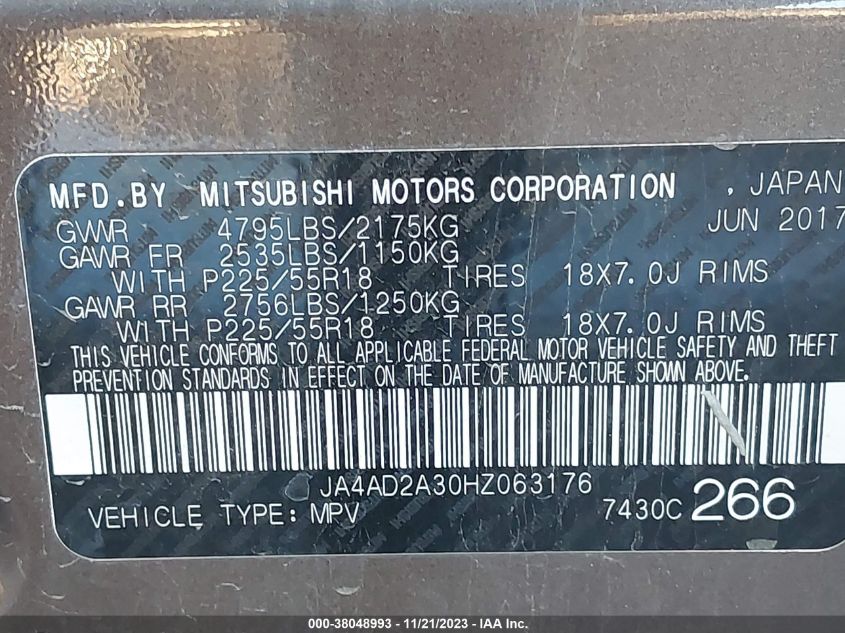 MFD.BY MITSUBISHI MOTORS CORPORATION , JAPAN
GVWR 4795LBS/2175KG JUN 2017
GAWR FR 2535LBS/1150KG
WITH P225/55R18 TIRES 18X7.0J RIMS
GAWR RR 2756LBS/1250KG
WITH P225/55R18 TIRES 18X7.0J RIMS
THIS VEHICLE CONFORMS TO ALL APPLICABLE FEDERAL MOTOR VEHICLE SAFETY AND THEFT
PREVENTION STANDARDS IN EFFECT ON THE DATE OF MANUFACTURE SHOWN ABOVE.
JA4AD2A30HZ063176
VEHICLE TYPE: MPV 7430C 266
000-38048993 - 11/21/2023 - IAA Inc.